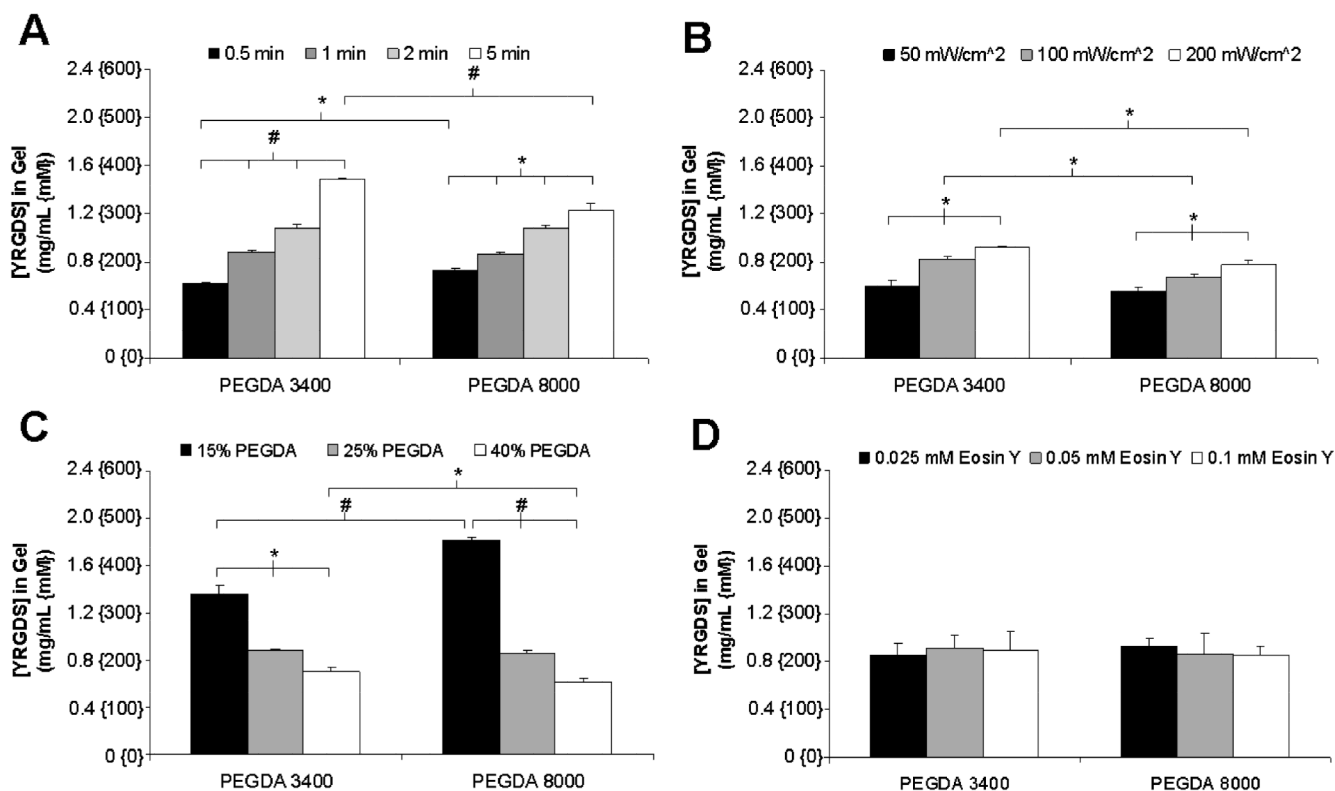 A
0.5 min 1 min 2 min 5 min
[YRGDS] in Gel
(mg/mL {mM})
2.4 {600}
2.0 {500}
1.6 {400}
1.2 {300}
0.8 {200}
0.4 {100}
0 {0}
* # # *
PEGDA 3400 PEGDA 8000
B
50 mW/cm^2 100 mW/cm^2 200 mW/cm^2
[YRGDS] in Gel
(mg/mL {mM})
2.4 {600}
2.0 {500}
1.6 {400}
1.2 {300}
0.8 {200}
0.4 {100}
0 {0}
* * * *
PEGDA 3400 PEGDA 8000
C
15% PEGDA 25% PEGDA 40% PEGDA
[YRGDS] in Gel
(mg/mL {mM})
2.4 {600}
2.0 {500}
1.6 {400}
1.2 {300}
0.8 {200}
0.4 {100}
0 {0}
* # # *
PEGDA 3400 PEGDA 8000
D
0.025 mM Eosin Y 0.05 mM Eosin Y 0.1 mM Eosin Y
[YRGDS] in Gel
(mg/mL {mM})
2.4 {600}
2.0 {500}
1.6 {400}
1.2 {300}
0.8 {200}
0.4 {100}
0 {0}
PEGDA 3400 PEGDA 8000